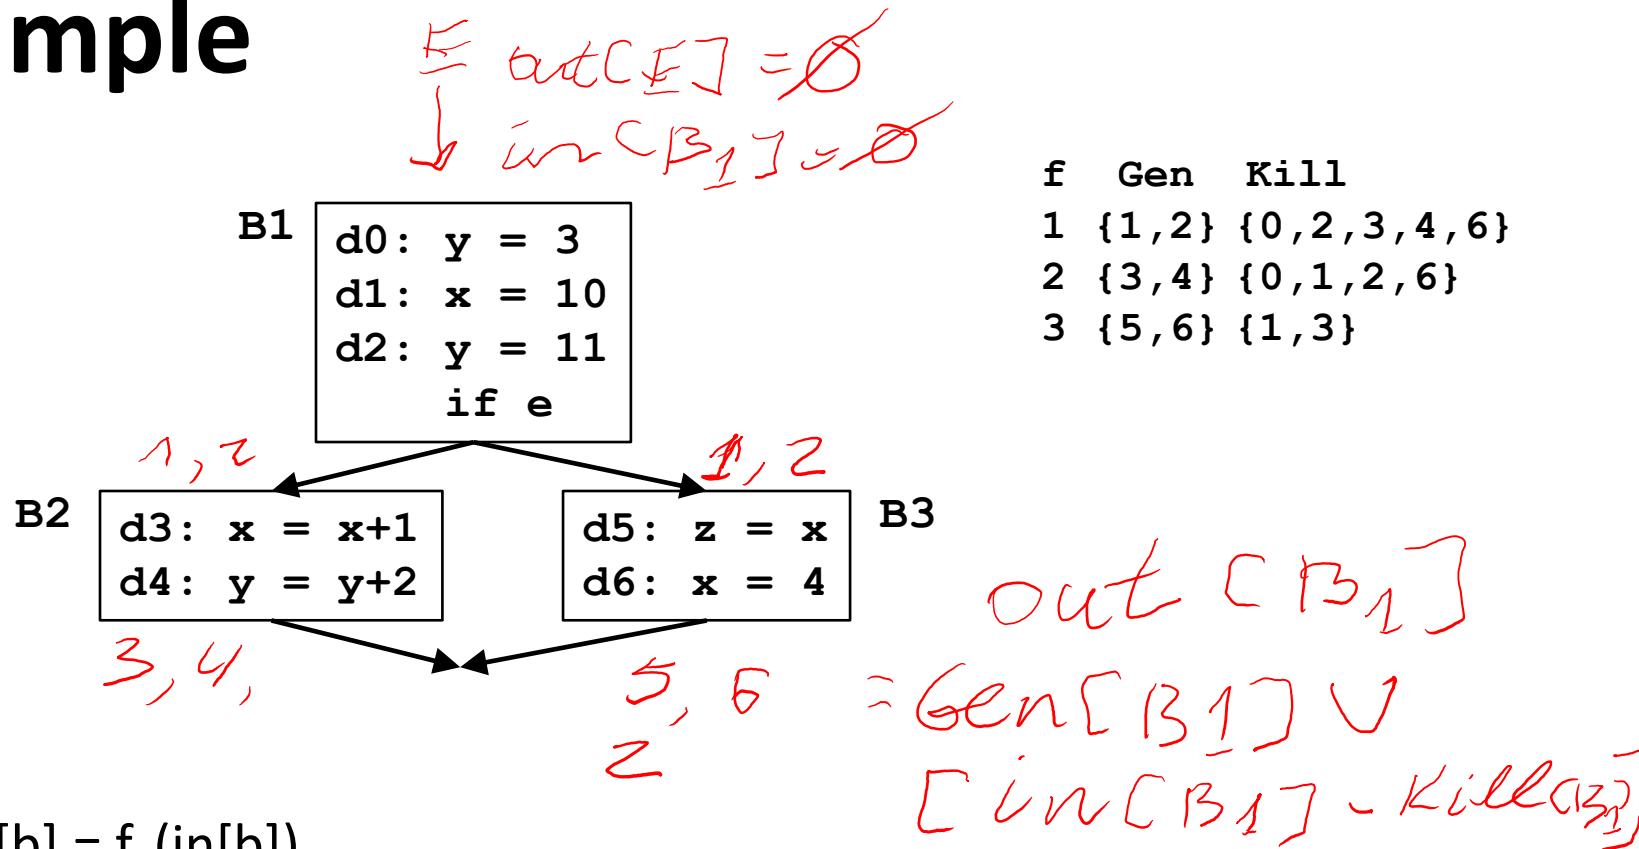 mple
E out[E] = ∅
in[B1] = ∅
f Gen Kill
1 {1,2} {0,2,3,4,6}
2 {3,4} {0,1,2,6}
3 {5,6} {1,3}
B1
d0: y = 3
d1: x = 10
d2: y = 11
if e
1, 2
1, 2
B2
d3: x = x+1
d4: y = y+2
d5: z = x
d6: x = 4
B3
3, 4,
5, 6
2
out [B1]
= Gen[B1] ∪
[in[B1] - Kill[B1]
[b] = f (in[b])